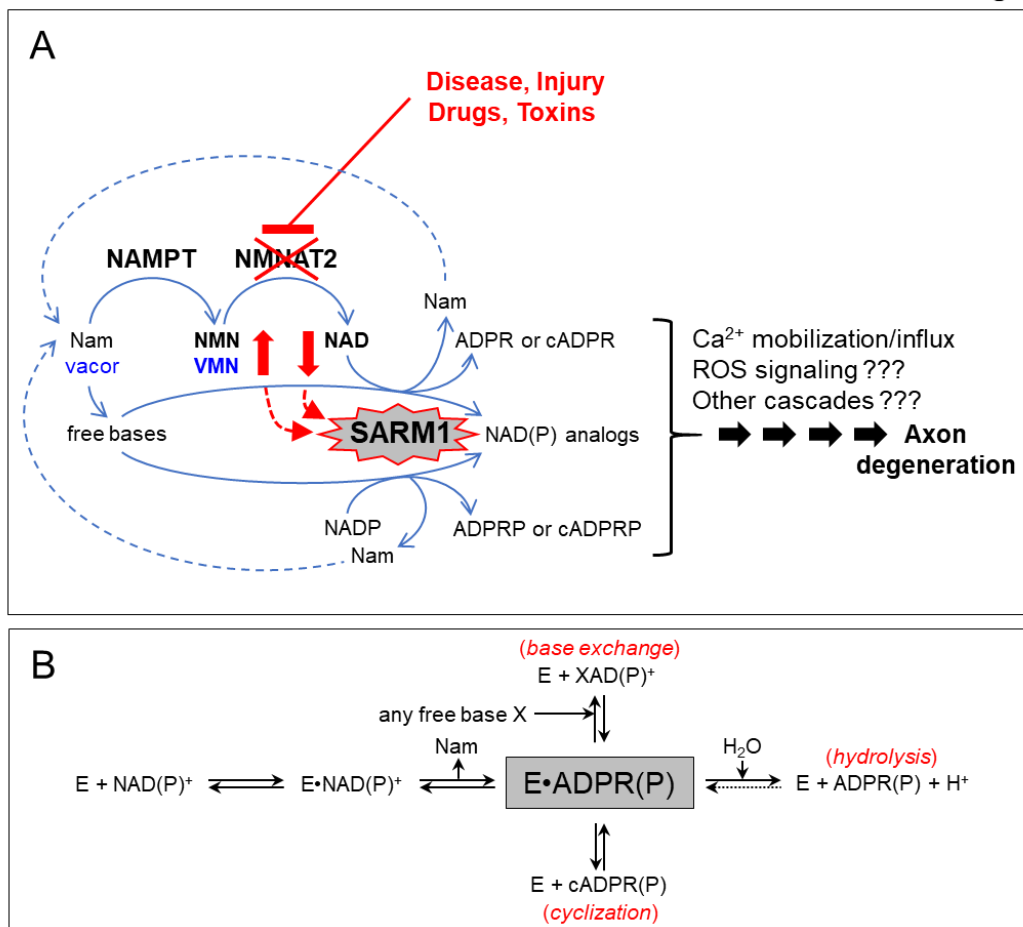 A
Disease, Injury
Drugs, Toxins
NAMPT
NMNAT2
Nam
vacor
NMN
VMN
NAD
Nam
ADPR or cADPR
free bases
SARM1
NAD(P) analogs
NADP
Nam
ADPRP or cADPRP
Ca²⁺ mobilization/influx
ROS signaling ???
Other cascades ???
Axon
degeneration
B
(base exchange)
E + XAD(P)⁺
any free base X
Nam
H₂O
(hydrolysis)
E + NAD(P)⁺
E•NAD(P)⁺
E•ADPR(P)
E + ADPR(P) + H⁺
E + cADPR(P)
(cyclization)